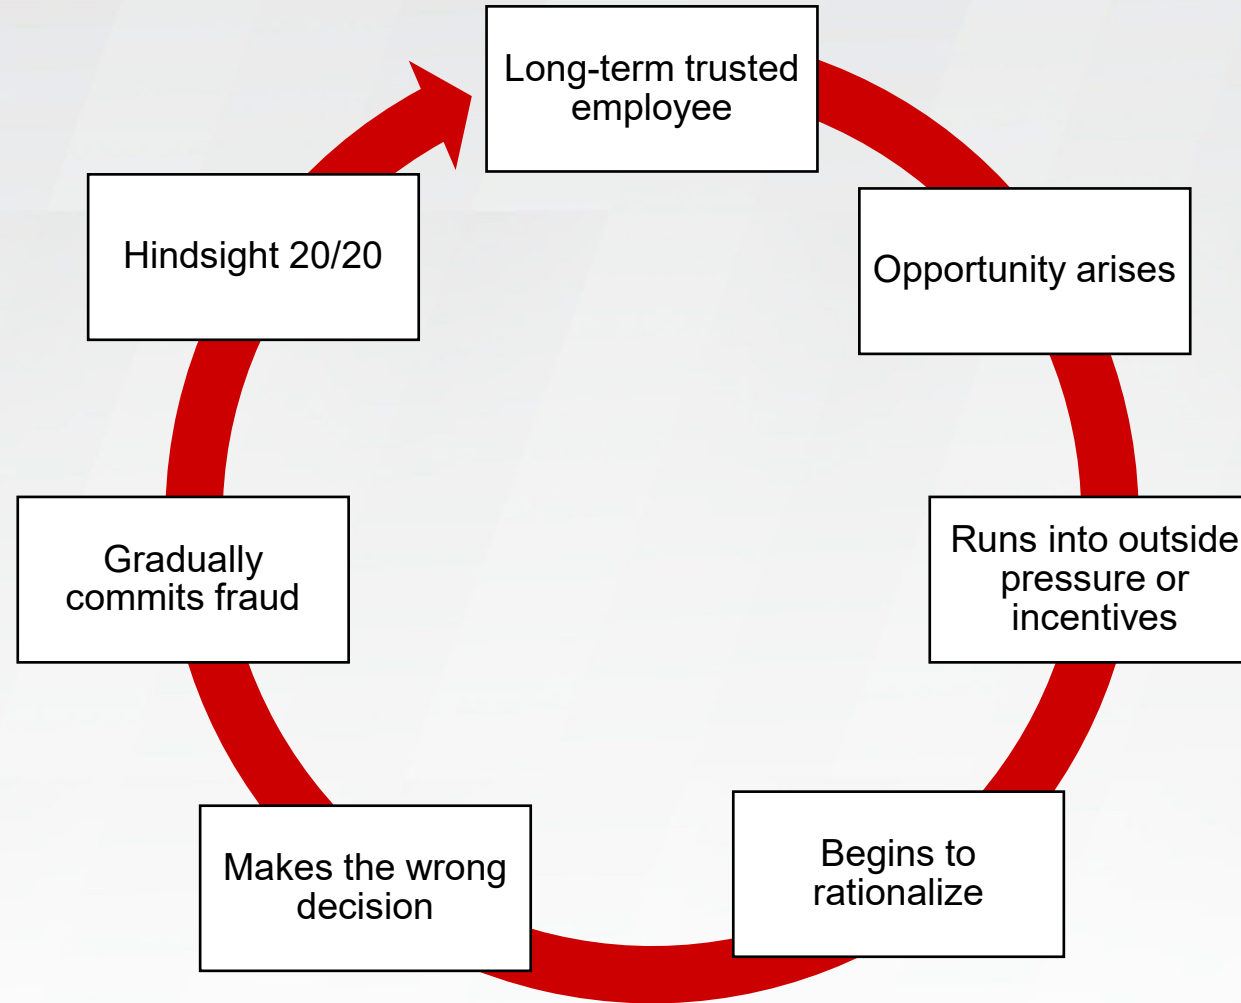 Long-term trusted
employee
Opportunity arises
Runs into outside
pressure or
incentives
Begins to
rationalize
Makes the wrong
decision
Gradually
commits fraud
Hindsight 20/20